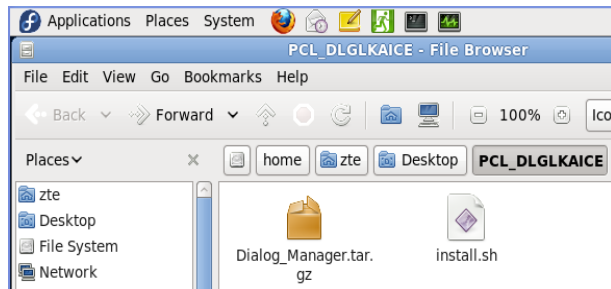 Applications Places System
PCL_DLGLKAICE - File Browser
File Edit View Go Bookmarks Help
Back Forward 100% Ico
Places home zte Desktop PCL_DLGLKAICE
zte
Desktop
File System
Network
Dialog_Manager.tar.
gz
install.sh